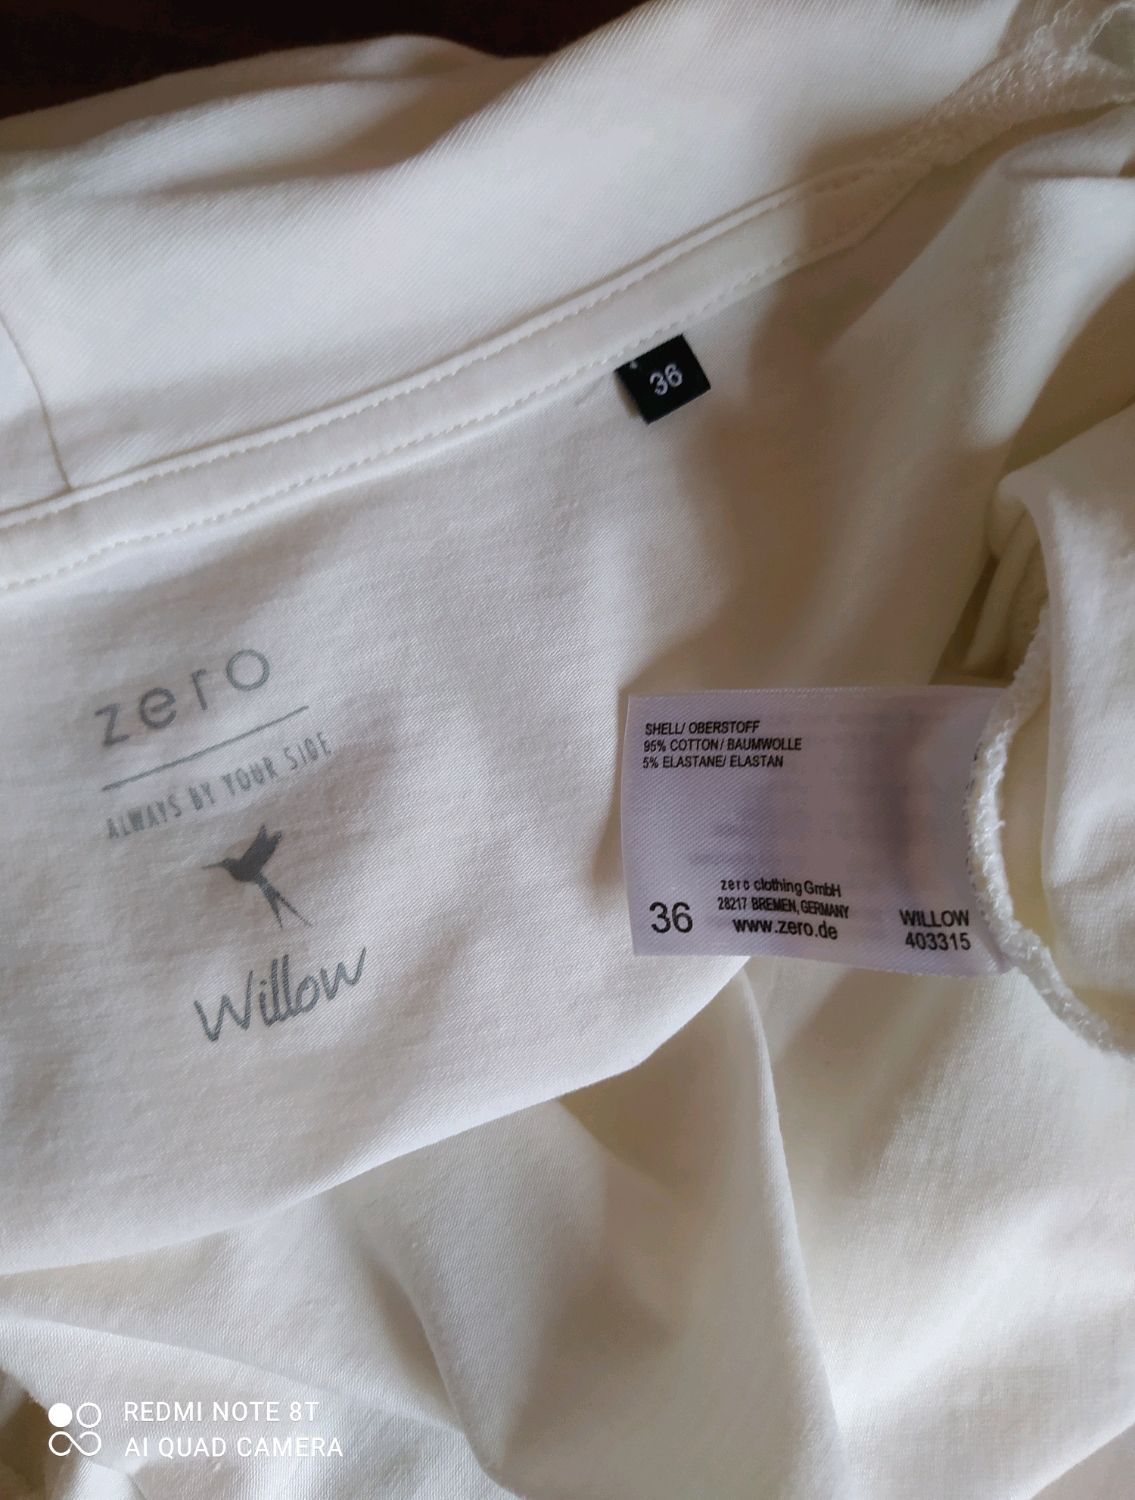 36
zero
ALWAYS BY YOUR SIDE
Willow
SHELL/ OBERSTOFF
95% COTTON/ BAUMWOLLE
5% ELASTANE/ ELASTAN
36
zero clothing GmbH
28217 BREMEN, GERMANY
www.zero.de
WILLOW
403315
REDMI NOTE 8T
AI QUAD CAMERA